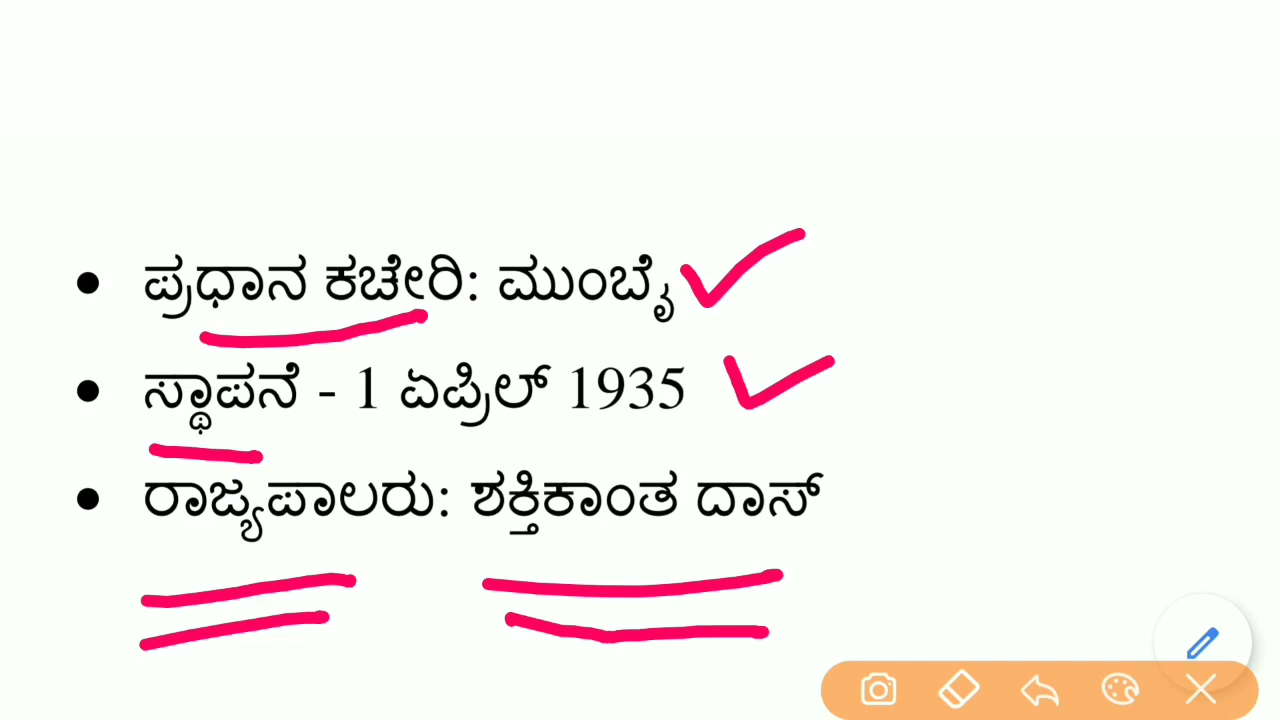 • ಪ್ರಧಾನ ಕಚೇರಿ: ಮುಂಬೈ
• ಸ್ಥಾಪನೆ - 1 ಏಪ್ರಿಲ್ 1935
• ರಾಜ್ಯಪಾಲರು: ಶಕ್ತಿಕಾಂತ ದಾಸ್